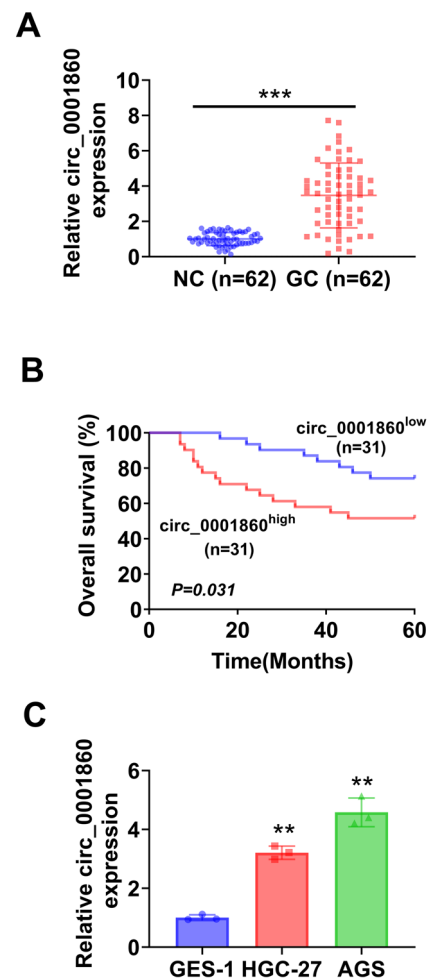 A
Relative circ_0001860
expression
10
8
6
4
2
0
***
NC (n=62)
GC (n=62)
B
Overall survival (%)
100
80
60
40
20
0
circ_0001860low
(n=31)
circ_0001860high
(n=31)
P=0.031
0
20
40
60
Time(Months)
C
Relative circ_0001860
expression
6
4
2
0
**
**
GES-1
HGC-27
AGS